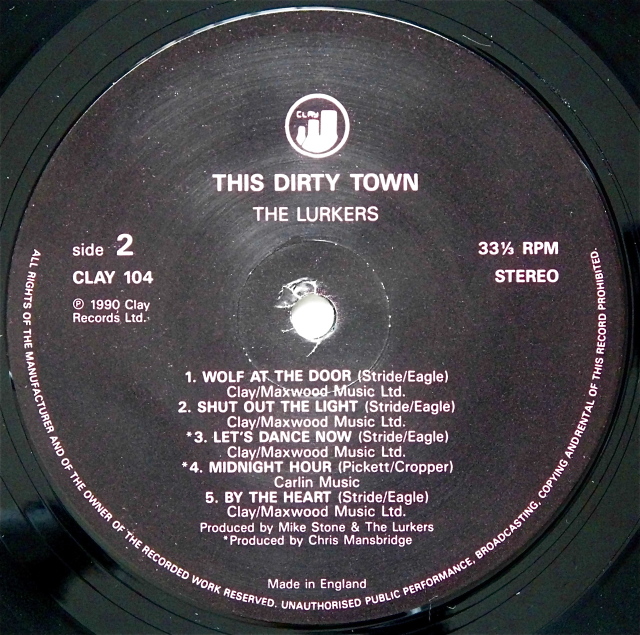 CLAY
THIS DIRTY TOWN
THE LURKERS
side 2
33⅓ RPM
CLAY 104
STEREO
℗ 1990 Clay
Records Ltd.
1. WOLF AT THE DOOR (Stride/Eagle)
Clay/Maxwood Music Ltd.
2. SHUT OUT THE LIGHT (Stride/Eagle)
Clay/Maxwood Music Ltd.
*3. LET'S DANCE NOW (Stride/Eagle)
Clay/Maxwood Music Ltd.
*4. MIDNIGHT HOUR (Pickett/Cropper)
Carlin Music
5. BY THE HEART (Stride/Eagle)
Clay/Maxwood Music Ltd.
Produced by Mike Stone & The Lurkers
*Produced by Chris Mansbridge
Made in England
ALL RIGHTS OF THE MANUFACTURER AND OF THE OWNER OF THE RECORDED WORK RESERVED. UNAUTHORISED PUBLIC PERFORMANCE, BROADCASTING, COPYING ANDRENTAL OF THIS RECORD PROHIBITED.